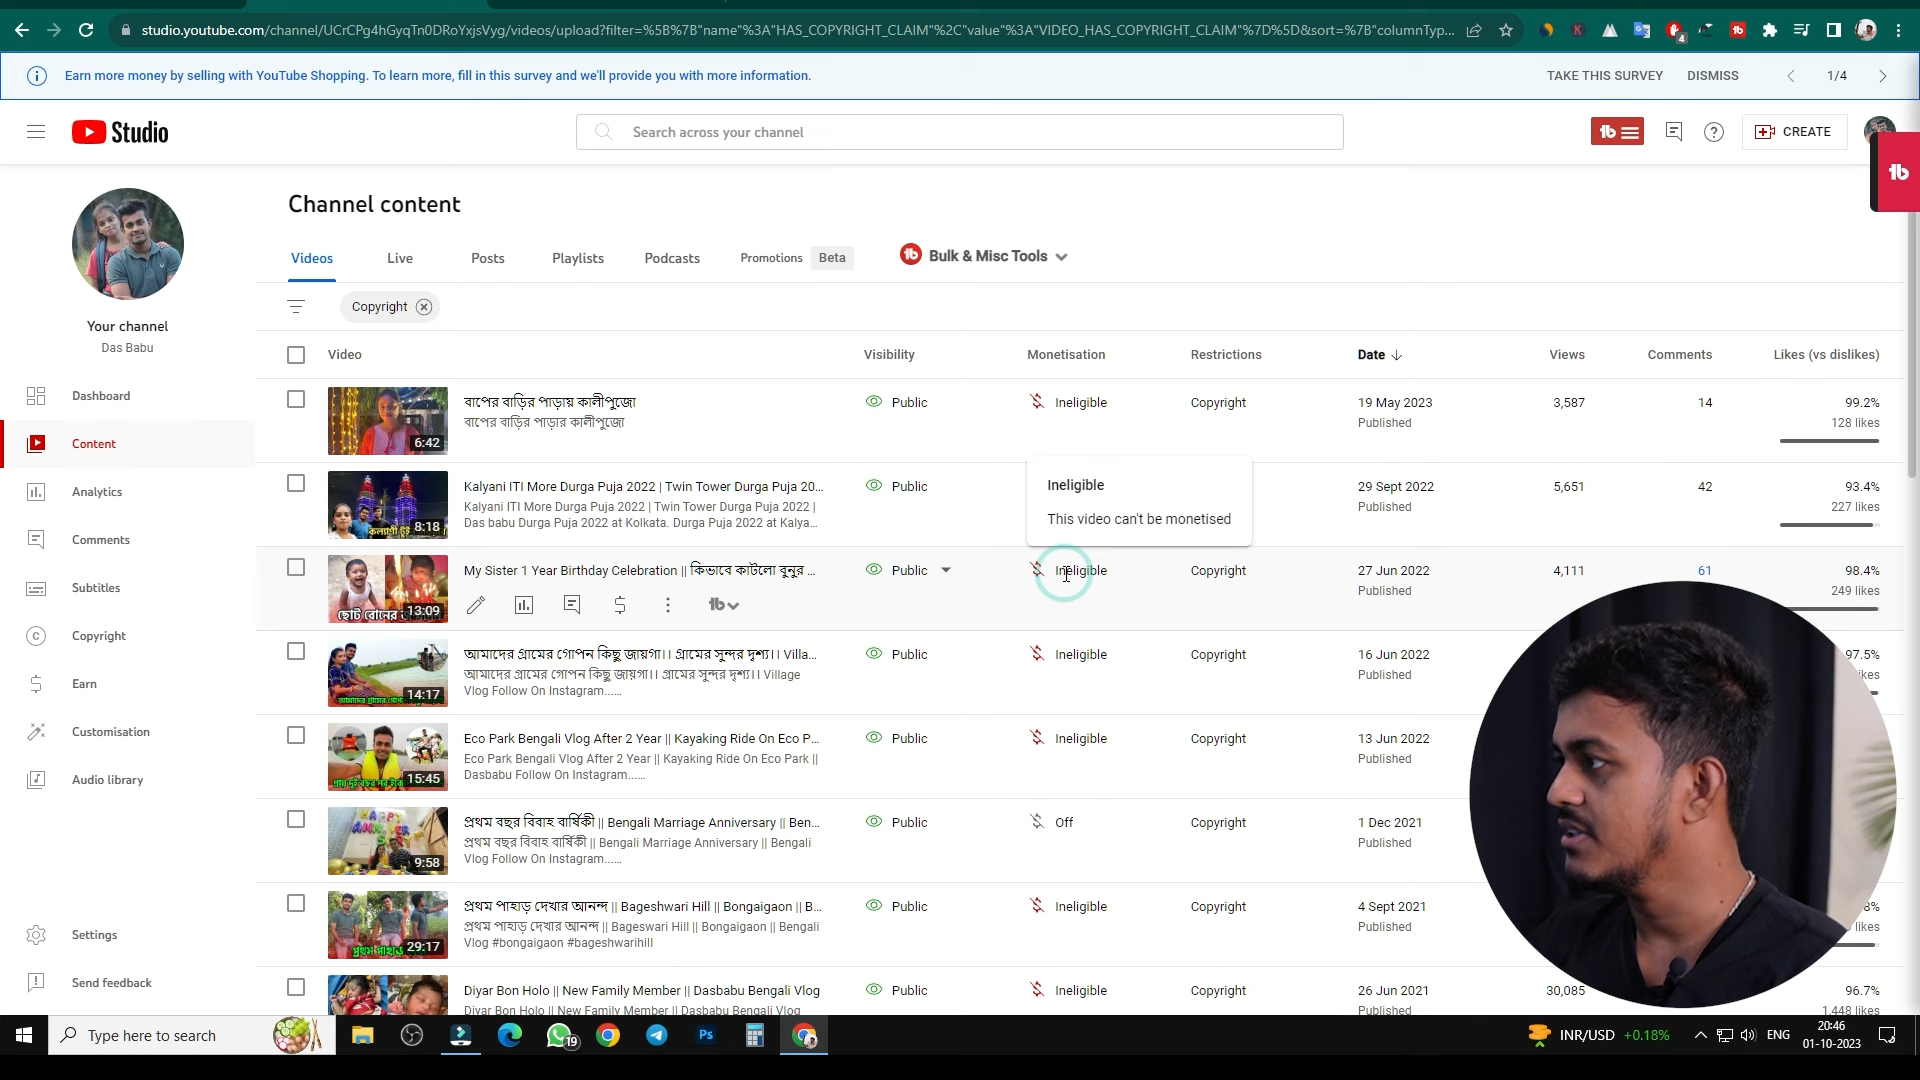 studio.youtube.com/channel/UCrCPg4hGyqTn0DRoYxjsVyg/videos/upload?filter=%5B%7B"name"%3A"HAS_COPYRIGHT_CLAIM"%2C"value"%3A"VIDEO_HAS_COPYRIGHT_CLAIM"%7D%5D&sort=%7B"columnTyp...
Earn more money by selling with YouTube Shopping. To learn more, fill in this survey and we'll provide you with more information.
TAKE THIS SURVEY DISMISS 1/4
Studio
Search across your channel
CREATE
Channel content
Videos Live Posts Playlists Podcasts Promotions Beta Bulk & Misc Tools
Copyright
Your channel
Das Babu
Dashboard
Content
Analytics
Comments
Subtitles
Copyright
Earn
Customisation
Audio library
Settings
Send feedback
Video Visibility Monetisation Restrictions Date Views Comments Likes (vs dislikes)
বাপের বাড়ির পাড়ায় কালীপুজো Public Ineligible Copyright 19 May 2023 3,587 14 99.2%
বাপের বাড়ির পাড়ার কালীপুজো Published 128 likes
6:42
Kalyani ITI More Durga Puja 2022 | Twin Tower Durga Puja 20... Public 29 Sept 2022 5,651 42 93.4%
Kalyani ITI More Durga Puja 2022 | Twin Tower Durga Puja 2022 | Published 227 likes
Das babu Durga Puja 2022 at Kolkata. Durga Puja 2022 at Kalya...
8:18
Ineligible
This video can't be monetised
My Sister 1 Year Birthday Celebration || কিভাবে কাটলো বুনুর ... Public Ineligible Copyright 27 Jun 2022 4,111 61 98.4%
Published 249 likes
13:09
আমাদের গ্রামের গোপন কিছু জায়গা।। গ্রামের সুন্দর দৃশ্য।। Villa... Public Ineligible Copyright 16 Jun 2022 97.5%
আমাদের গ্রামের গোপন কিছু জায়গা।। গ্রামের সুন্দর দৃশ্য।। Village Published ikes
Vlog Follow On Instagram......
14:17
Eco Park Bengali Vlog After 2 Year || Kayaking Ride On Eco P... Public Ineligible Copyright 13 Jun 2022
Eco Park Bengali Vlog After 2 Year || Kayaking Ride On Eco Park || Published
Dasbabu Follow On Instagram......
15:45
প্রথম বছর বিবাহ বার্ষিকী || Bengali Marriage Anniversary || Ben... Public Off Copyright 1 Dec 2021
প্রথম বছর বিবাহ বার্ষিকী || Bengali Marriage Anniversary || Bengali Published
Vlog Follow On Instagram......
9:58
প্রথম পাহাড় দেখার আনন্দ || Bageshwari Hill || Bongaigaon || B... Public Ineligible Copyright 4 Sept 2021 8%
প্রথম পাহাড় দেখার আনন্দ || Bageswari Hill || Bongaigaon || Bengali Published likes
Vlog #bongaigaon #bageshwarihill
29:17
Diyar Bon Holo || New Family Member || Dasbabu Bengali Vlog Public Ineligible Copyright 26 Jun 2021 30,085 96.7%
Diyar Bon Holo || New Family Member || Dasbabu Bengali Vlog Published 1,448 likes
Type here to search
19
INR/USD +0.18% ENG 20:46
01-10-2023